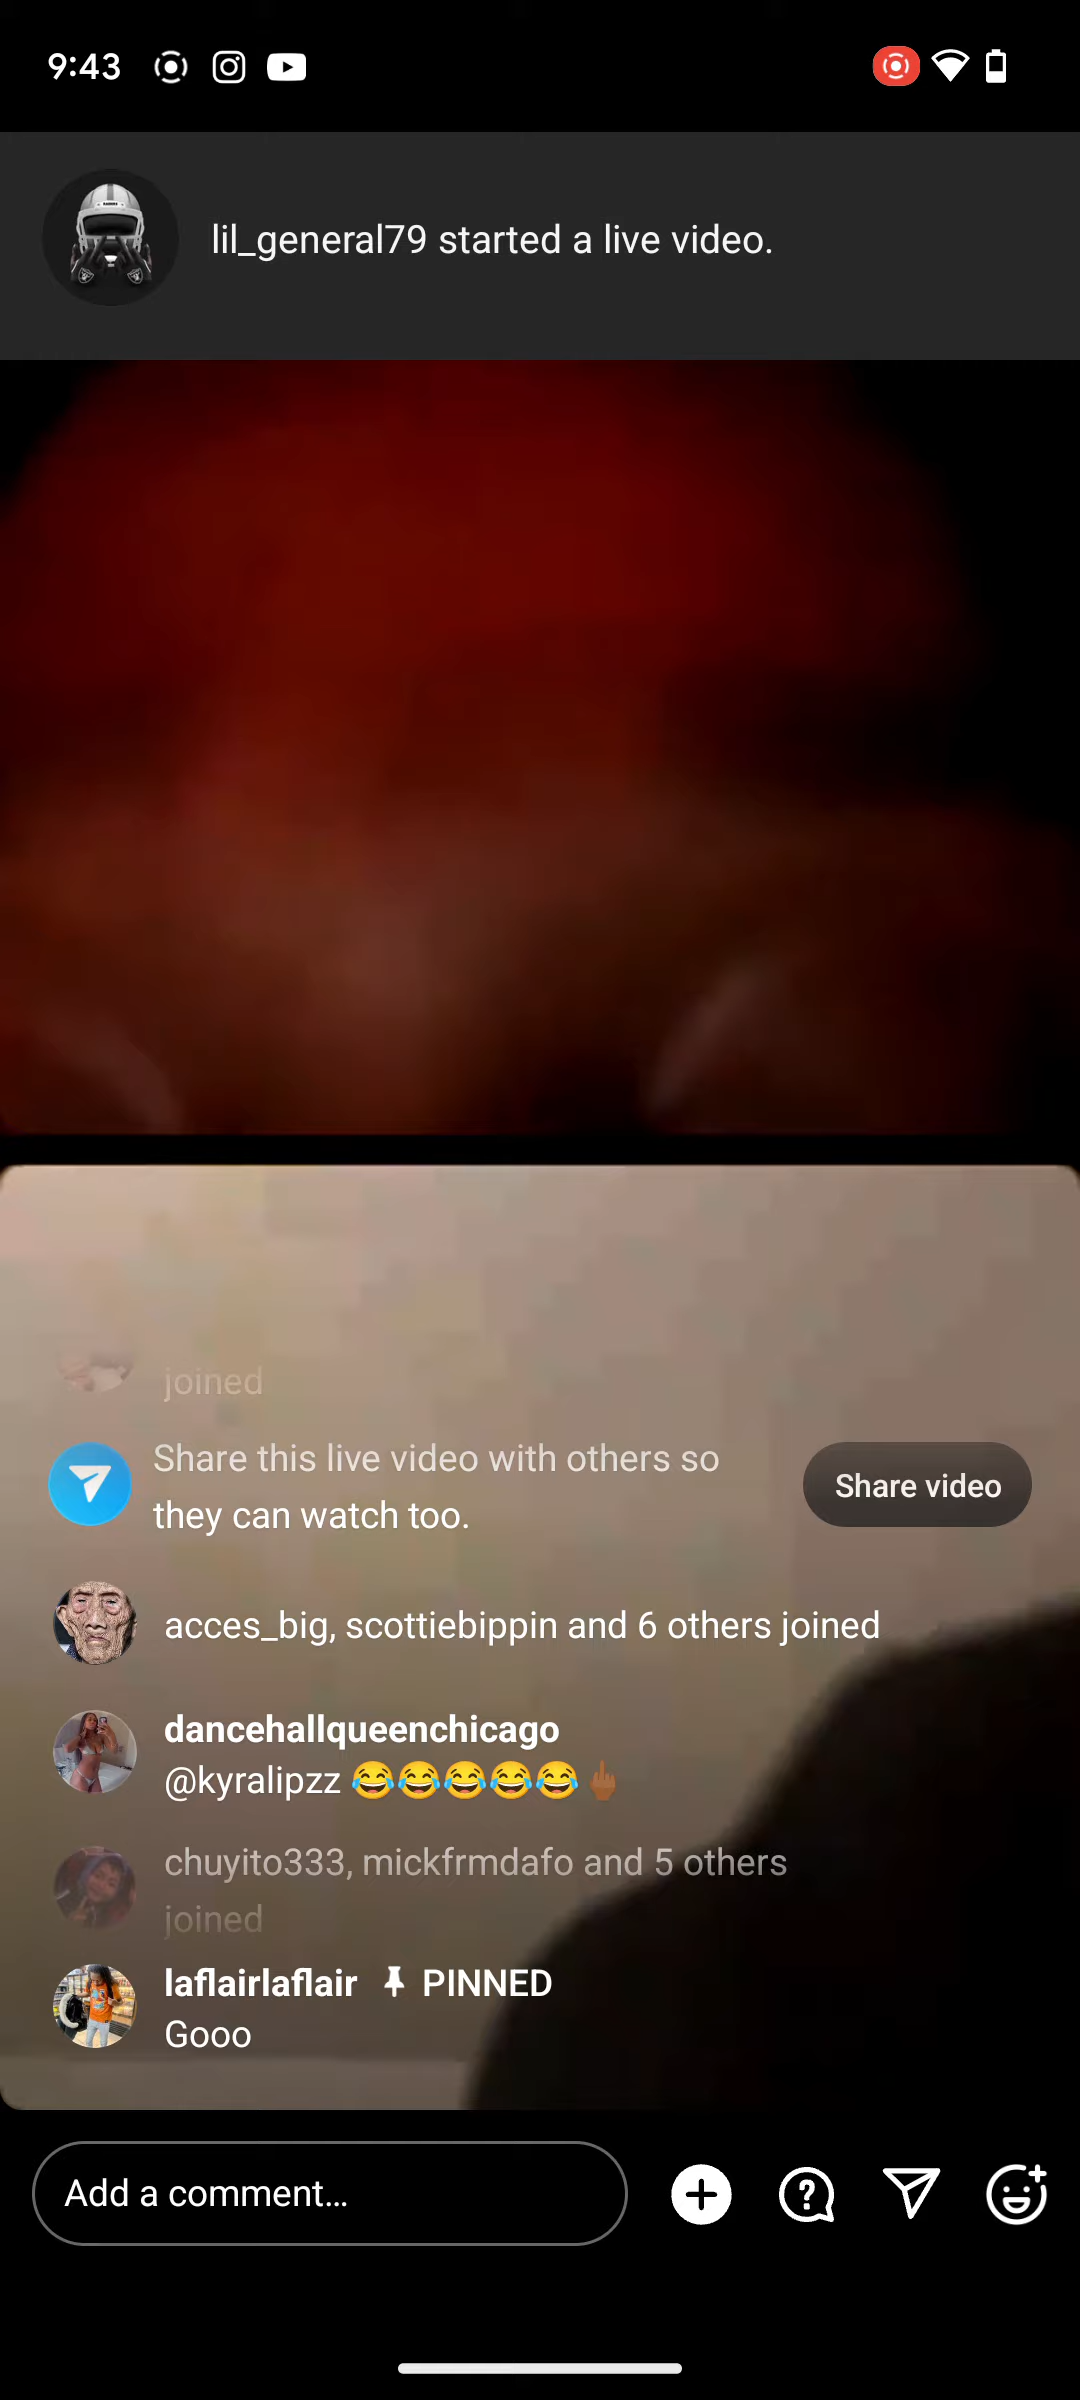 9:43
lil_general79 started a live video.
joined
Share this live video with others so
they can watch too.
Share video
acces_big, scottiebippin and 6 others joined
dancehallqueenchicago
@kyralipzz 😂😂😂😂😂🖕🏾
chuyito333, mickfrmdafo and 5 others
joined
laflairlaflair 📌 PINNED
Gooo
Add a comment...